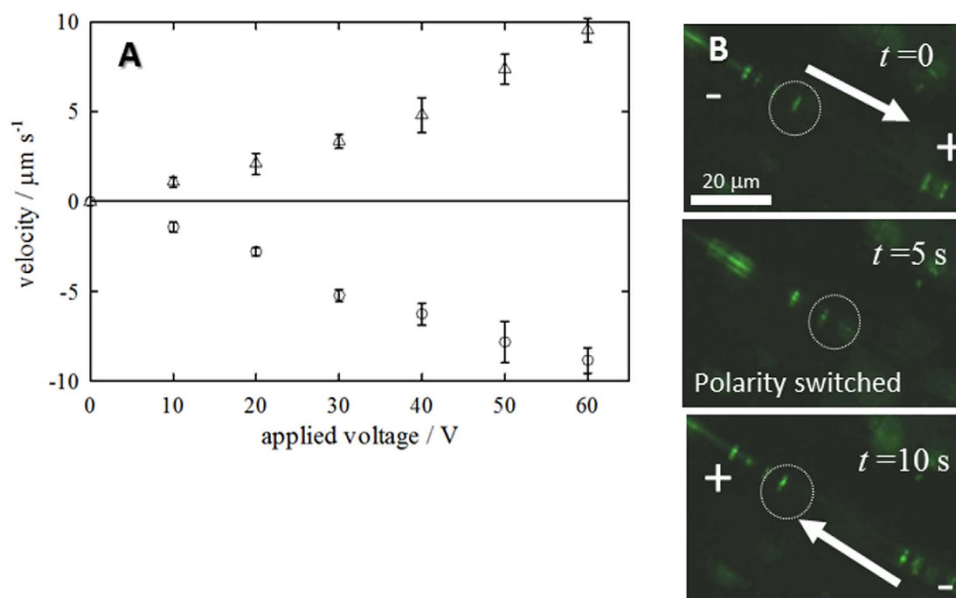 A
10
5
0
-5
-10
velocity / μm s⁻¹
0 10 20 30 40 50 60
applied voltage / V
B
t =0
-
+
20 μm
t =5 s
Polarity switched
t =10 s
+
-